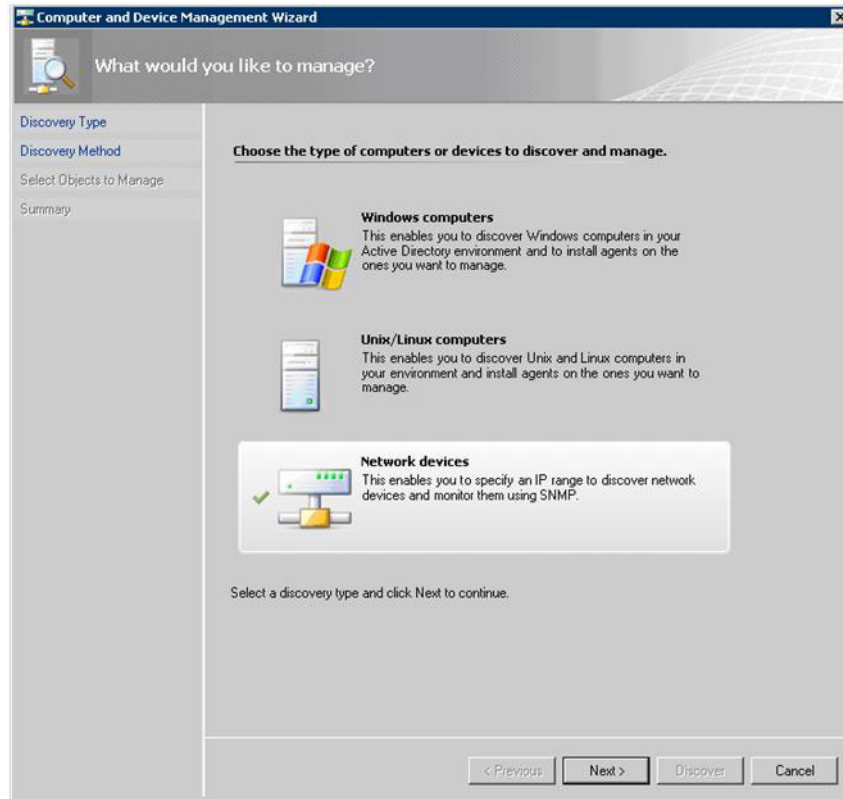 Computer and Device Management Wizard
What would you like to manage?
Discovery Type
Discovery Method
Select Objects to Manage
Summary
Choose the type of computers or devices to discover and manage.
Windows computers
This enables you to discover Windows computers in your
Active Directory environment and to install agents on the
ones you want to manage.
Unix/Linux computers
This enables you to discover Unix and Linux computers in
your environment and install agents on the ones you want to
manage.
Network devices
This enables you to specify an IP range to discover network
devices and monitor them using SNMP.
Select a discovery type and click Next to continue.
< Previous
Next >
Discover
Cancel